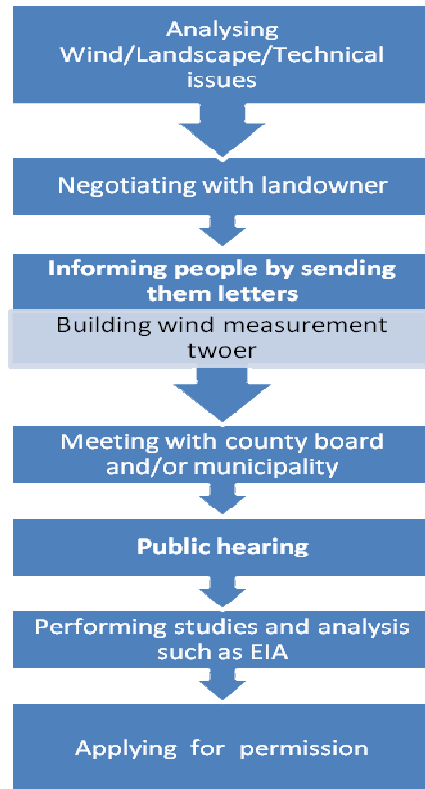 Analysing
Wind/Landscape/Technical
issues
Negotiating with landowner
Informing people by sending
them letters
Building wind measurement
twoer
Meeting with county board
and/or municipality
Public hearing
Performing studies and analysis
such as EIA
Applying for permission